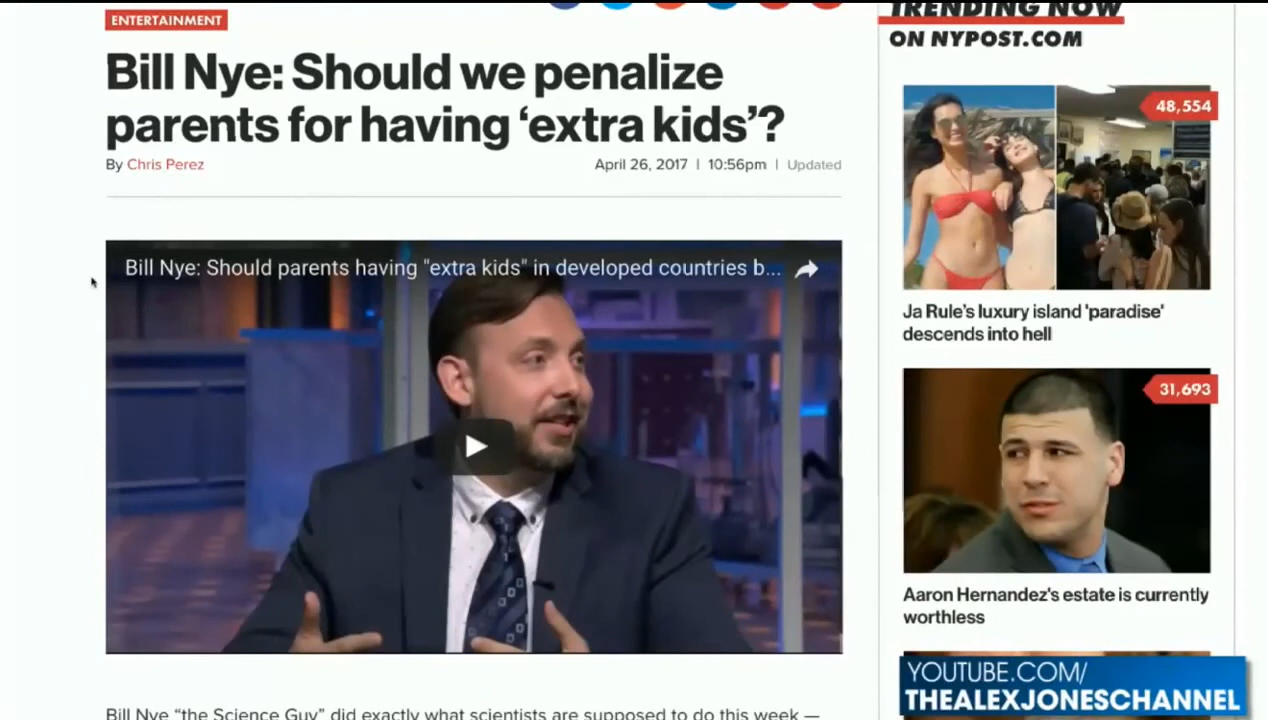 ENTERTAINMENT
Bill Nye: Should we penalize
parents for having ‘extra kids’?
By Chris Perez
April 26, 2017 | 10:56pm | Updated
Bill Nye: Should parents having "extra kids" in developed countries b...
Bill Nye “the Science Guy” did exactly what scientists are supposed to do this week —
TRENDING NOW
ON NYPOST.COM
48,554
Ja Rule's luxury island 'paradise'
descends into hell
31,693
Aaron Hernandez's estate is currently
worthless
YOUTUBE.COM/
THEALEXJONESCHANNEL